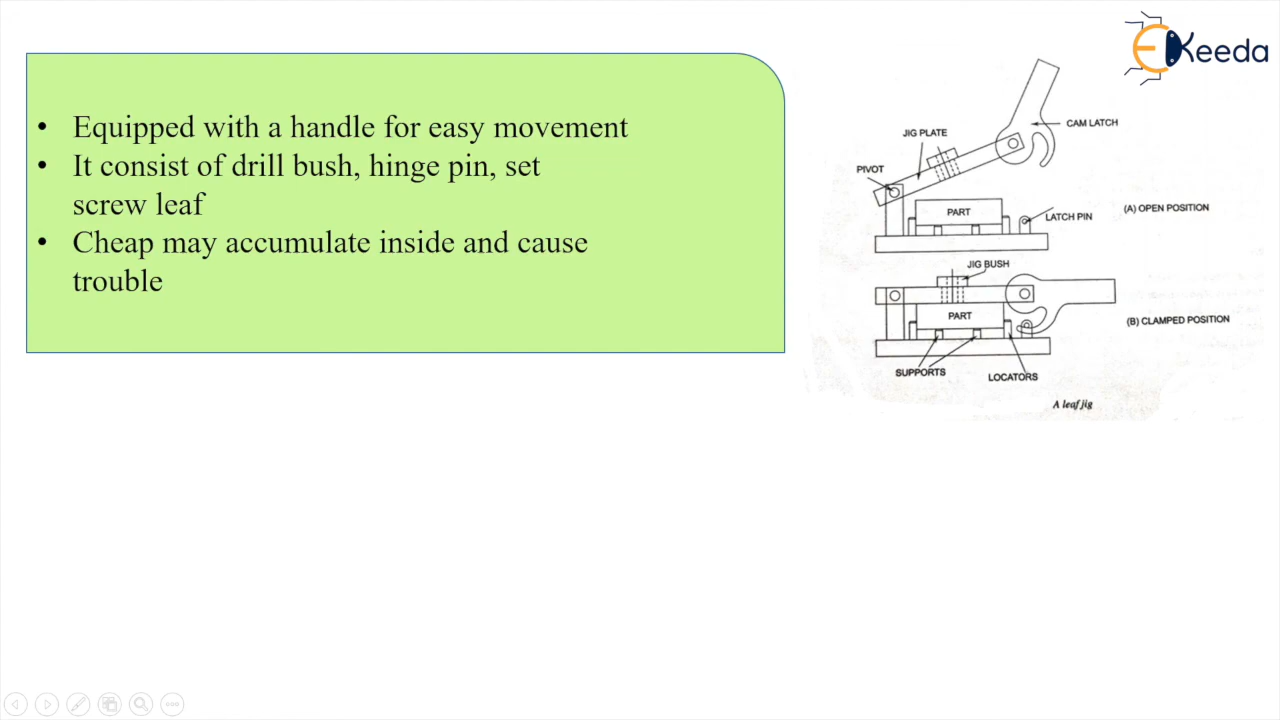 EKeeda
• Equipped with a handle for easy movement
• It consist of drill bush, hinge pin, set
screw leaf
• Cheap may accumulate inside and cause
trouble
CAM LATCH
JIG PLATE
PIVOT
PART
LATCH PIN
(A) OPEN POSITION
JIG BUSH
PART
(B) CLAMPED POSITION
SUPPORTS
LOCATORS
A leaf jig